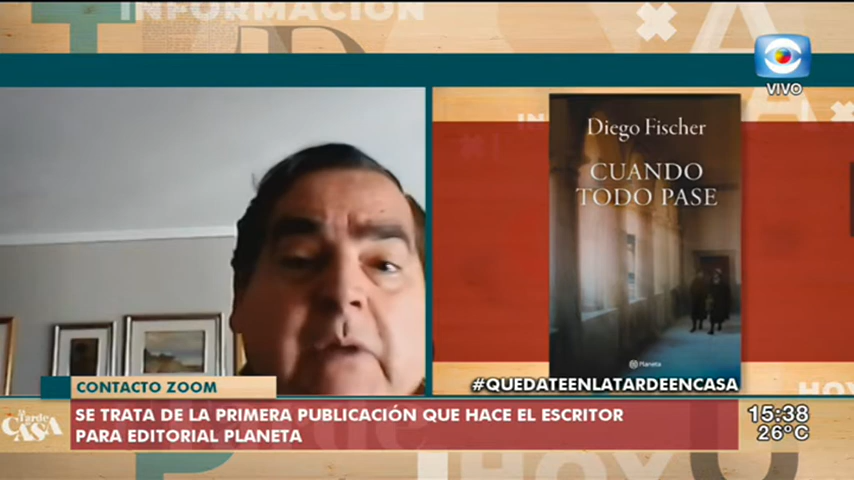 INFORMACIÓN
VIVO
Diego Fischer
CUANDO
TODO PASE
Planeta
#QUEDATEENLATARDEENCASA
CONTACTO ZOOM
la Tarde
CASA
SE TRATA DE LA PRIMERA PUBLICACIÓN QUE HACE EL ESCRITOR
PARA EDITORIAL PLANETA
15:38
26°C
HOY